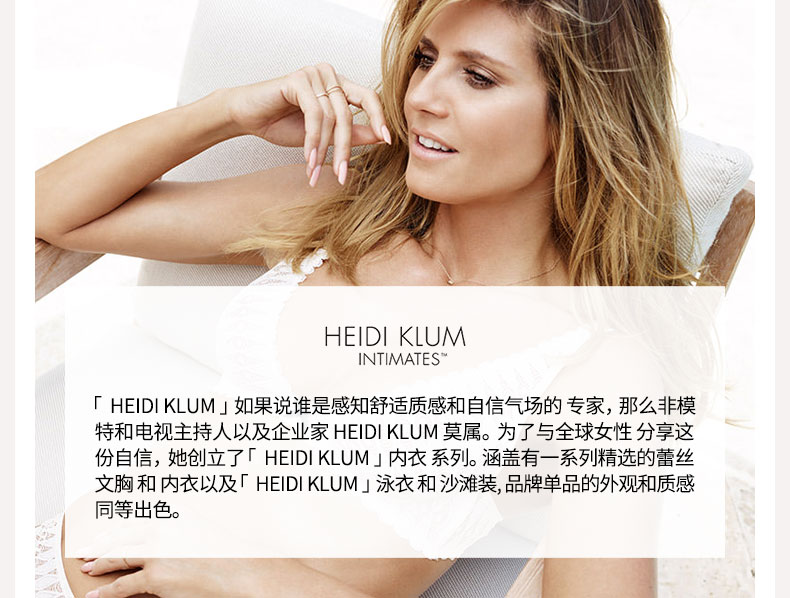 HEIDI KLUM
INTIMATES™
「 HEIDI KLUM 」如果说谁是感知舒适质感和自信气场的 专家，那么非模
特和电视主持人以及企业家 HEIDI KLUM 莫属。为了与全球女性 分享这
份自信，她创立了「 HEIDI KLUM 」内衣 系列。涵盖有一系列精选的蕾丝
文胸 和 内衣以及「 HEIDI KLUM 」泳衣 和 沙滩装, 品牌单品的外观和质感
同等出色。